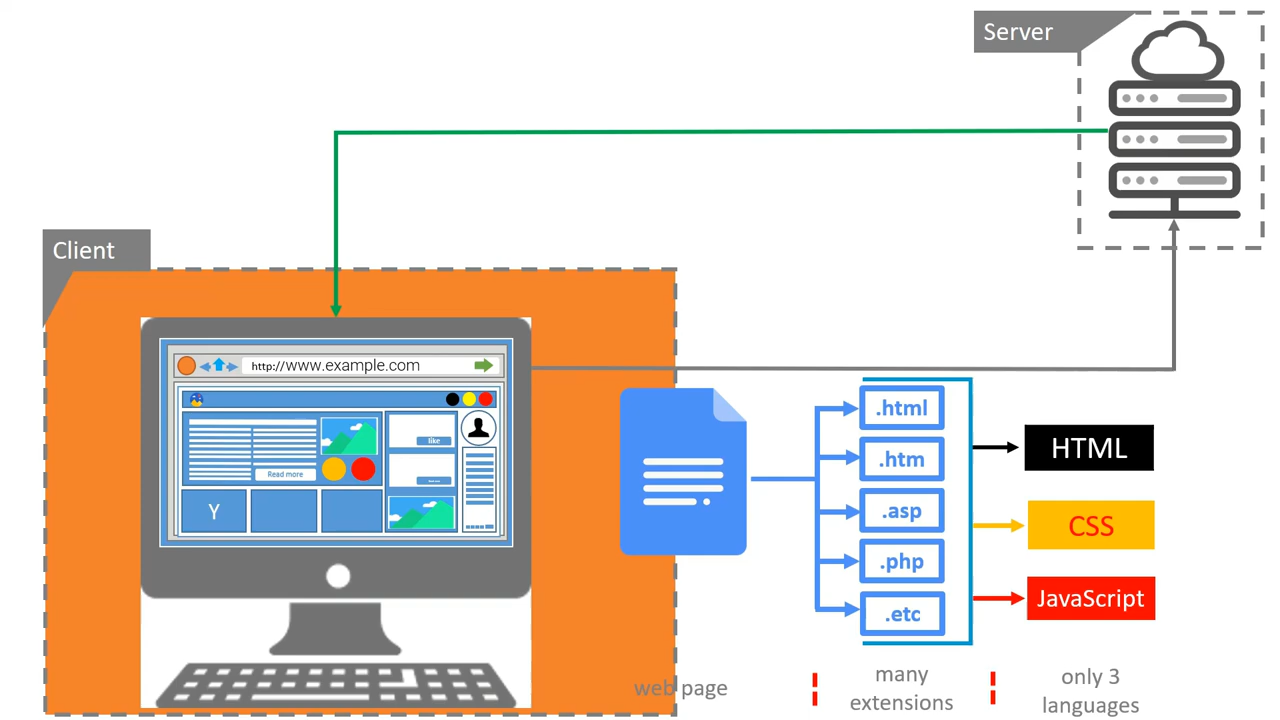 Server
Client
http://www.example.com
like
Read more
Y
.html
.htm
.asp
.php
.etc
HTML
CSS
JavaScript
web page
many
extensions
only 3
languages